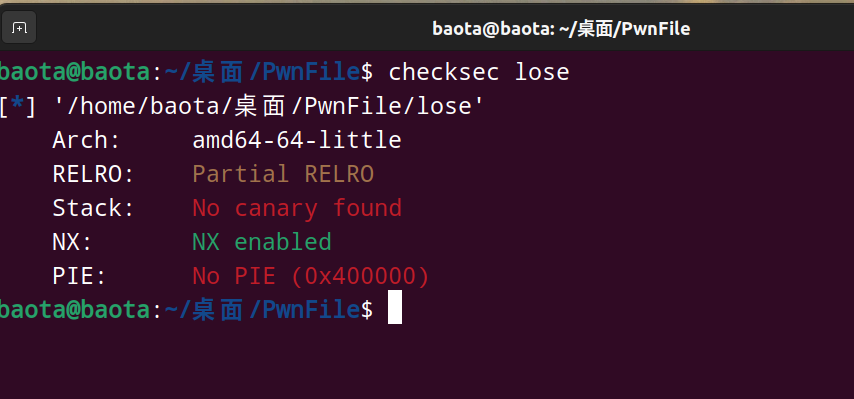 baota@baota: ~/桌面/PwnFile
baota@baota:~/桌面/PwnFile$ checksec lose
[*] '/home/baota/桌面/PwnFile/lose'
    Arch:     amd64-64-little
    RELRO:    Partial RELRO
    Stack:    No canary found
    NX:       NX enabled
    PIE:      No PIE (0x400000)
baota@baota:~/桌面/PwnFile$